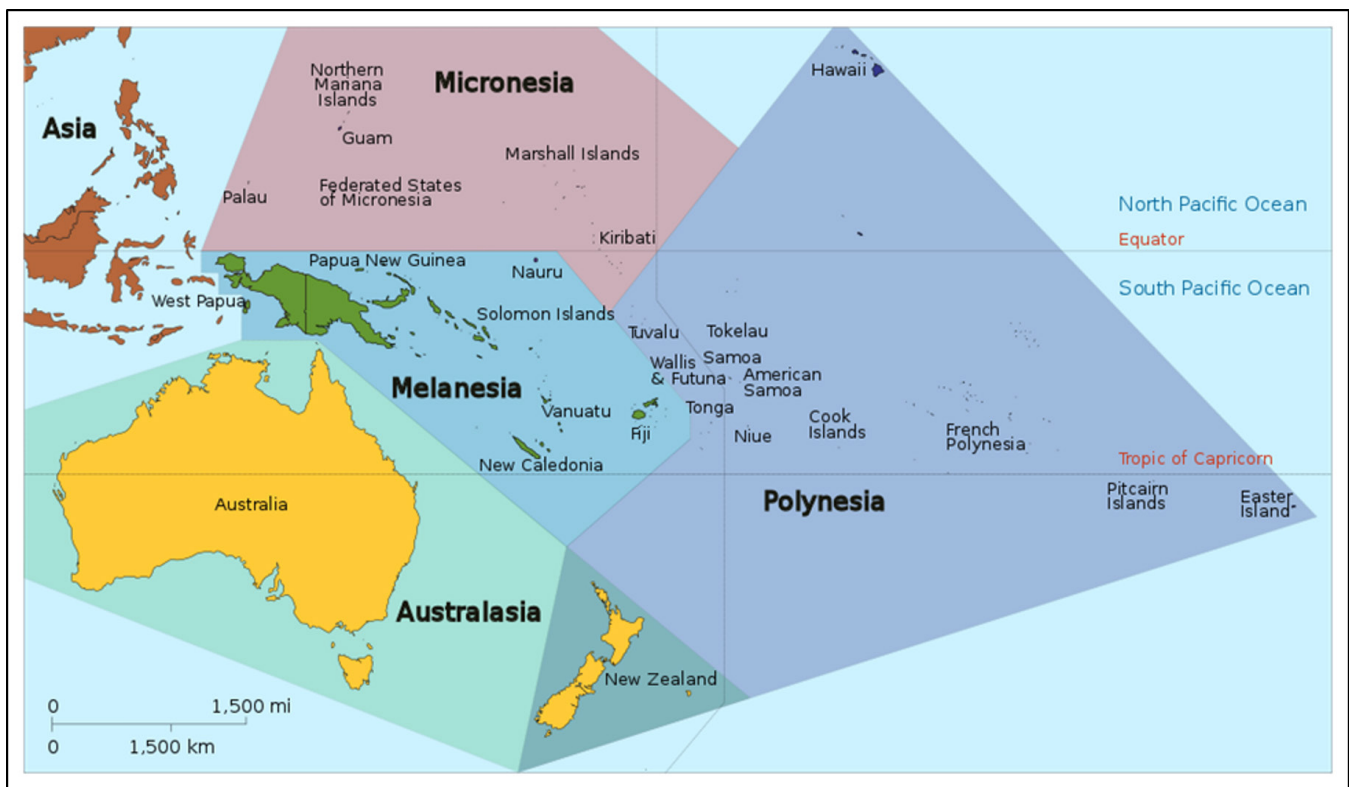 Hawaii
Northern
Mariana
Islands
Micronesia
Asia
Guam
Marshall Islands
Federated States
of Micronesia
Palau
North Pacific Ocean
Kiribati
Equator
Papua New Guinea
Nauru
South Pacific Ocean
West Papua
Solomon Islands
Tuvalu
Tokelau
Samoa
Wallis
& Futuna
American
Samoa
Melanesia
Vanuatu
Tonga
Cook
Islands
Fiji
Niue
French
Polynesia
New Caledonia
Tropic of Capricorn
Pitcairn
Islands
Easter
Island
Polynesia
Australia
Australasia
New Zealand
0 1,500 mi
0 1,500 km